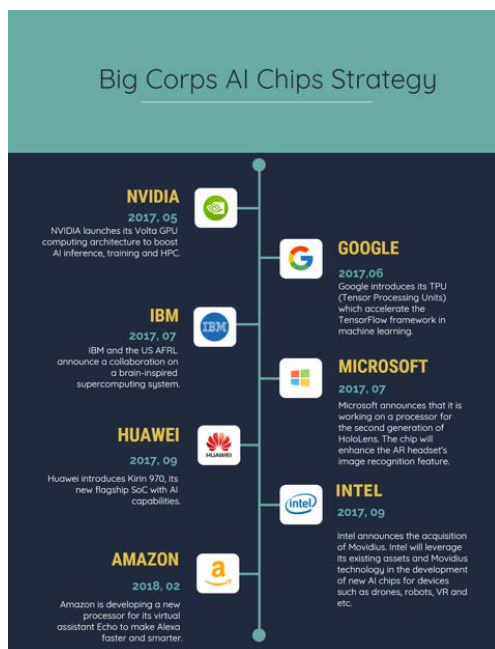 Big Corps AI Chips Strategy
NVIDIA
2017, 05
NVIDIA launches its Volta GPU
computing architecture to boost
AI inference, training and HPC.
GOOGLE
2017,06
Google introduces its TPU
(Tensor Processing Units)
which accelerate the
TensorFlow framework in
machine learning.
IBM
2017, 07
IBM and the US AFRL
announce a collaboration on
a brain-inspired
supercomputing system.
IBM
MICROSOFT
2017, 07
Microsoft announces that it is
working on a processor for
the second generation of
HoloLens. The chip will
enhance the AR headset's
image recognition feature.
HUAWEI
2017, 09
Huawei introduces Kirin 970, its
new flagship SoC with AI
capabilities.
HUAWEI
INTEL
2017, 09
Intel announces the acquisition
of Movidius. Intel will leverage
its existing assets and Movidius
technology in the development
of new AI chips for devices
such as drones, robots, VR and
etc.
intel
AMAZON
2018, 02
Amazon is developing a new
processor for its virtual
assistant Echo to make Alexa
faster and smarter.
a